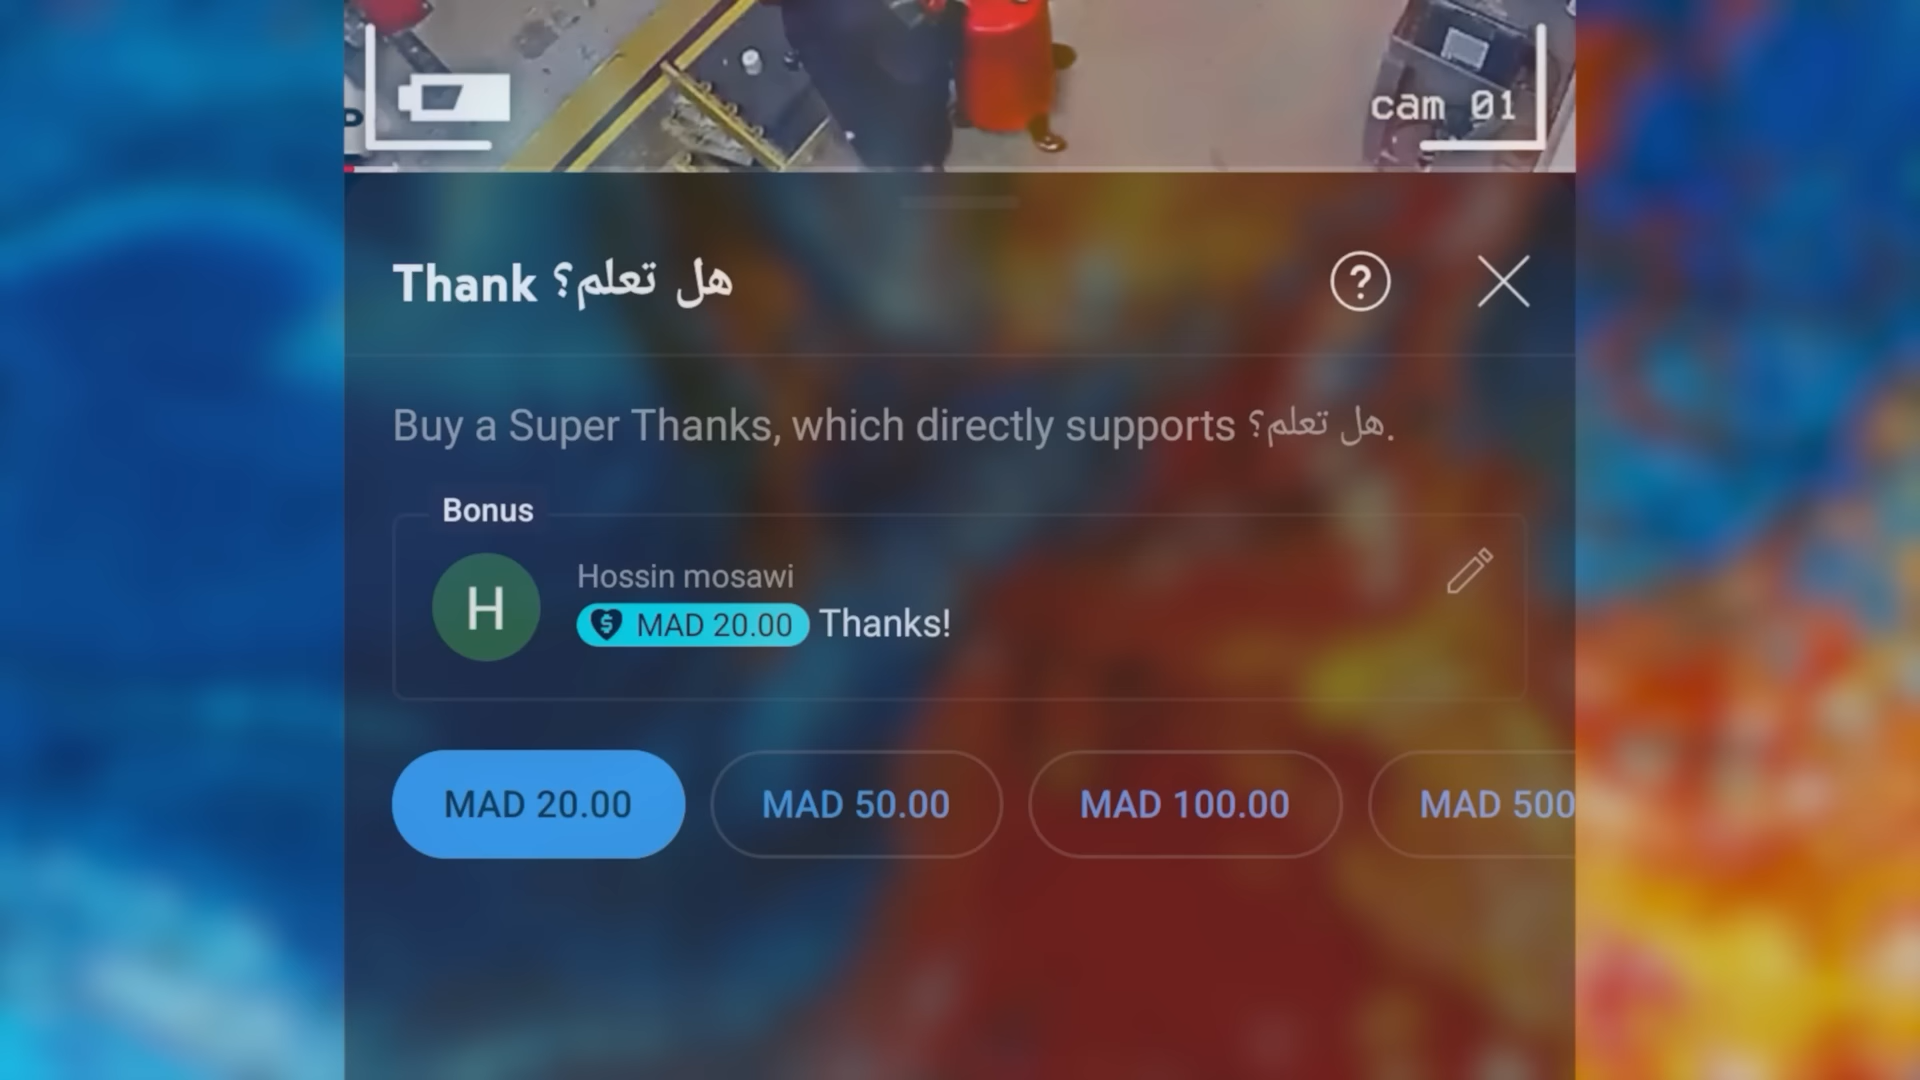 cam 01
Thank هل تعلم؟
Buy a Super Thanks, which directly supports هل تعلم؟.
Bonus
H
Hossin mosawi
MAD 20.00 Thanks!
MAD 20.00
MAD 50.00
MAD 100.00
MAD 500